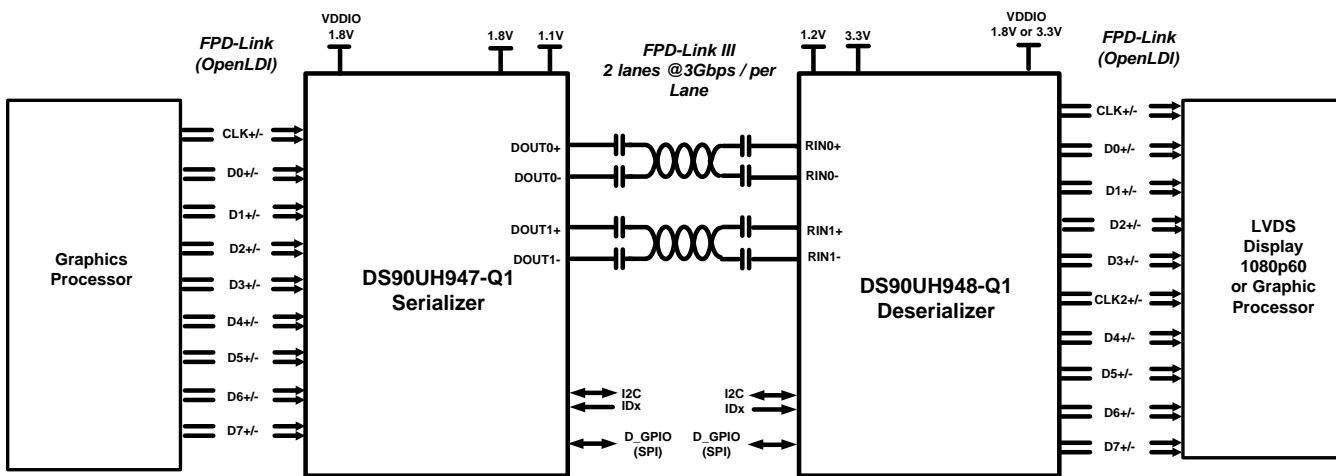 FPD-Link
(OpenLDI)
VDDIO
1.8V
1.8V
1.1V
FPD-Link III
2 lanes @3Gbps / per
Lane
1.2V
3.3V
VDDIO
1.8V or 3.3V
FPD-Link
(OpenLDI)
Graphics
Processor
CLK+/-
D0+/-
D1+/-
D2+/-
D3+/-
D4+/-
D5+/-
D6+/-
D7+/-
DS90UH947-Q1
Serializer
DOUT0+
DOUT0-
DOUT1+
DOUT1-
I2C
IDx
D_GPIO
(SPI)
RIN0+
RIN0-
RIN1+
RIN1-
I2C
IDx
D_GPIO
(SPI)
DS90UH948-Q1
Deserializer
CLK+/-
D0+/-
D1+/-
D2+/-
D3+/-
CLK2+/-
D4+/-
D5+/-
D6+/-
D7+/-
LVDS
Display
1080p60
or Graphic
Processor